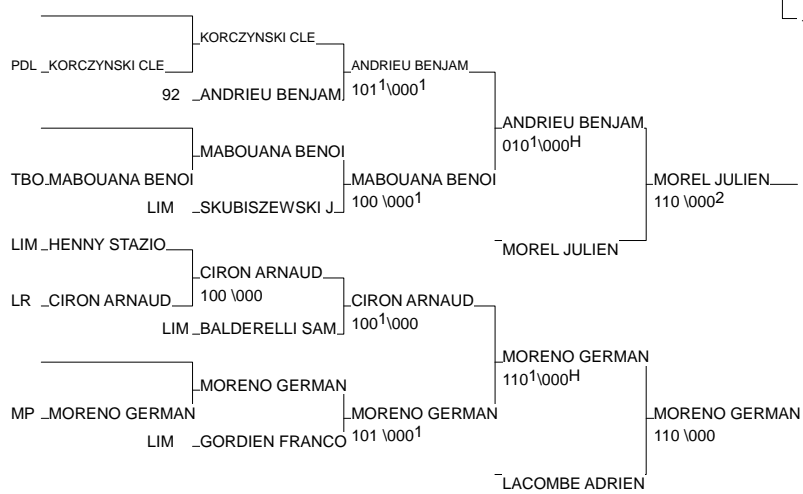 KORCZYNSKI CLE
PDL KORCZYNSKI CLE
ANDRIEU BENJAM
101¹\000¹
92 ANDRIEU BENJAM
ANDRIEU BENJAM
010¹\000H
MABOUANA BENOI
TBO MABOUANA BENOI
MABOUANA BENOI
100 \000¹
MOREL JULIEN
110 \000²
LIM SKUBISZEWSKI J
LIM HENNY STAZIO
MOREL JULIEN
CIRON ARNAUD
100 \000
LR CIRON ARNAUD
CIRON ARNAUD
100¹\000
LIM BALDERELLI SAM
MORENO GERMAN
110¹\000H
MORENO GERMAN
MP MORENO GERMAN
MORENO GERMAN
101 \000¹
MORENO GERMAN
110 \000
LIM GORDIEN FRANCO
LACOMBE ADRIEN